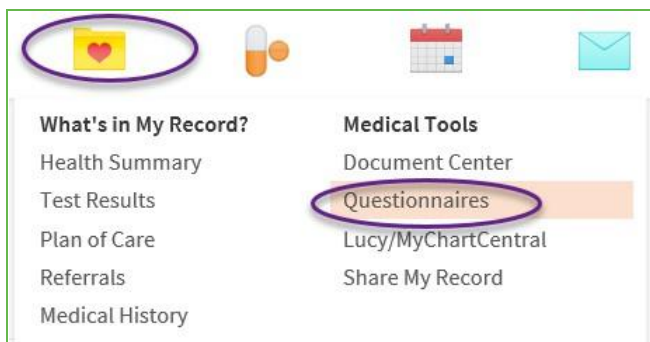 What's in My Record?
Health Summary
Test Results
Plan of Care
Referrals
Medical History
Medical Tools
Document Center
Questionnaires
Lucy/MyChartCentral
Share My Record